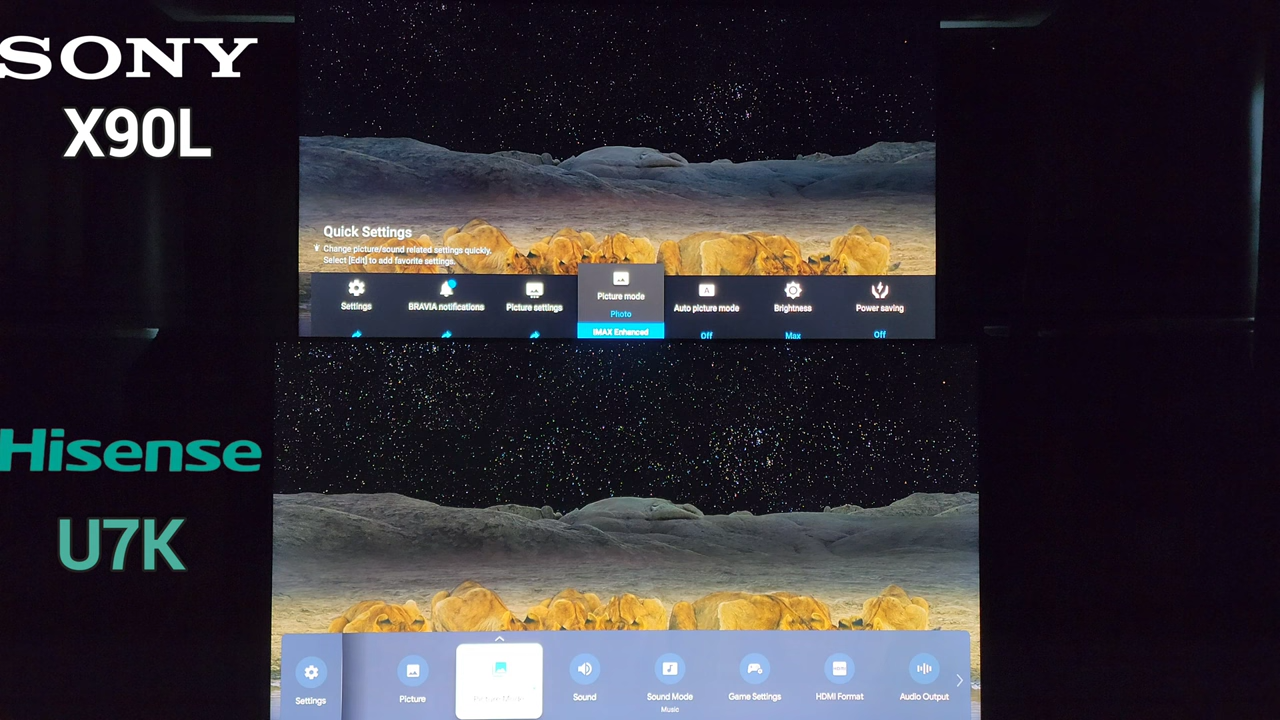 SONY
X90L
Quick Settings
Change picture/sound related settings quickly.
Select [Edit] to add favorite settings.
Settings
BRAVIA notifications
Picture settings
Picture mode
Photo
IMAX Enhanced
Auto picture mode
Off
Brightness
Max
Power saving
Off
Hisense
U7K
Settings
Picture
Sound
Sound Mode
Music
Game Settings
HDMI Format
Audio Output